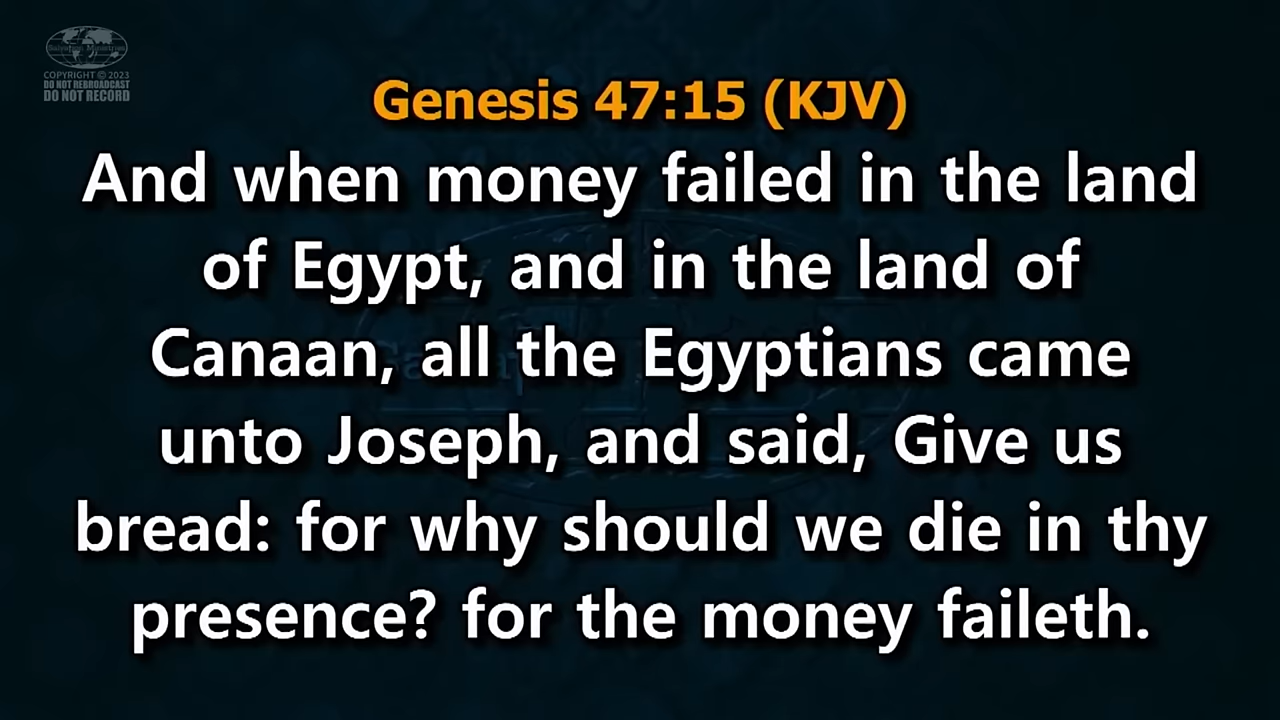 Salvation Ministries
COPYRIGHT © 2023
DO NOT REBROADCAST
DO NOT RECORD
Genesis 47:15 (KJV)
And when money failed in the land
of Egypt, and in the land of
Canaan, all the Egyptians came
unto Joseph, and said, Give us
bread: for why should we die in thy
presence? for the money faileth.